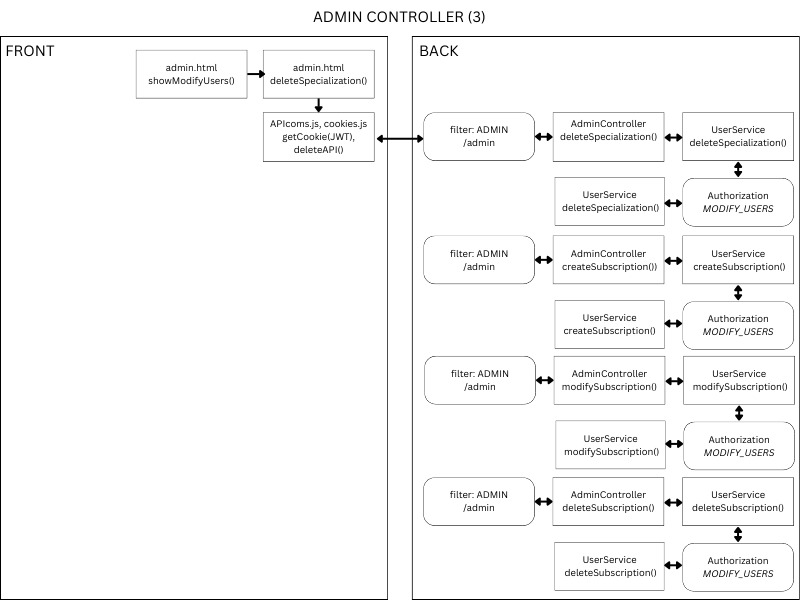 ADMIN CONTROLLER (3)
FRONT
admin.html
showModifyUsers()
admin.html
deleteSpecialization()
APIcoms.js, cookies.js
getCookie(JWT),
deleteAPI()
BACK
filter: ADMIN
/admin
AdminController
deleteSpecialization()
UserService
deleteSpecialization()
UserService
deleteSpecialization()
Authorization
MODIFY_USERS
filter: ADMIN
/admin
AdminController
createSubscription())
UserService
createSubscription()
UserService
createSubscription()
Authorization
MODIFY_USERS
filter: ADMIN
/admin
AdminController
modifySubscription()
UserService
modifySubscription()
UserService
modifySubscription()
Authorization
MODIFY_USERS
filter: ADMIN
/admin
AdminController
deleteSubscription()
UserService
deleteSubscription()
UserService
deleteSubscription()
Authorization
MODIFY_USERS